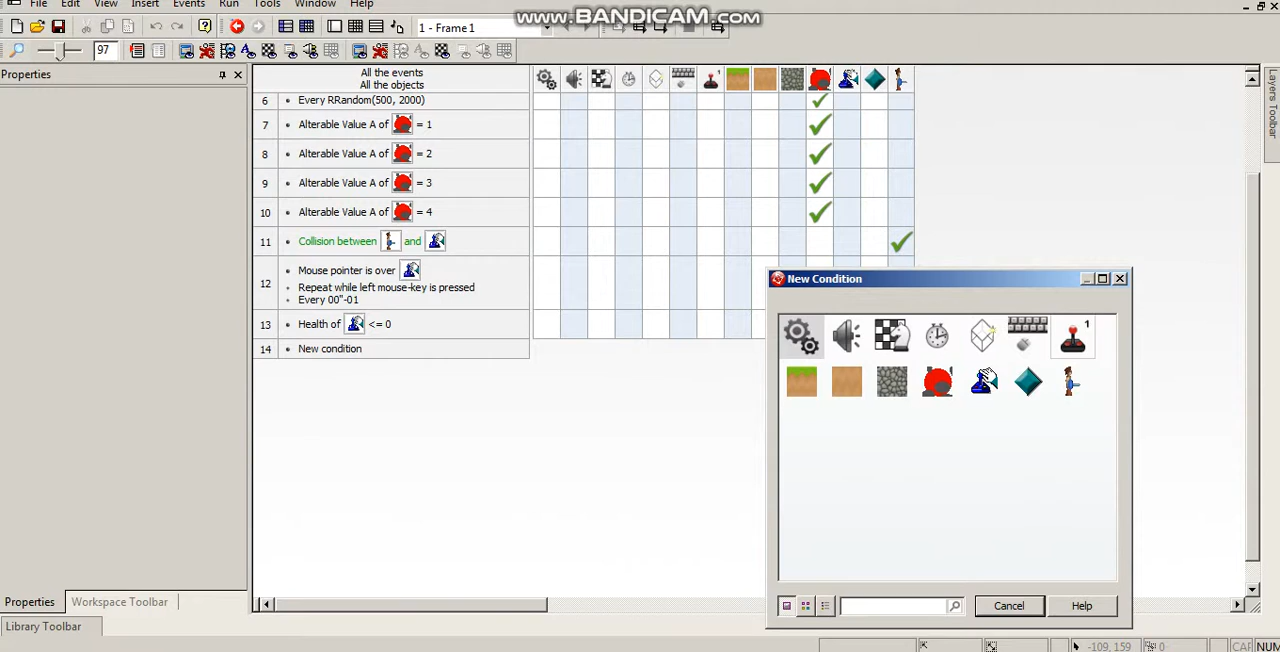 File Edit View Insert Events Run Tools Window Help
www.BANDICAM.com
1 - Frame 1
97
Properties
All the events
All the objects
6 • Every RRandom(500, 2000)
7 • Alterable Value A of = 1
8 • Alterable Value A of = 2
9 • Alterable Value A of = 3
10 • Alterable Value A of = 4
11 • Collision between and
12 • Mouse pointer is over
• Repeat while left mouse-key is pressed
• Every 00"-01
13 • Health of <= 0
14 • New condition
New Condition
1
Cancel Help
Layers Toolbar
Properties Workspace Toolbar
Library Toolbar
-109, 159 0 CAP NUM